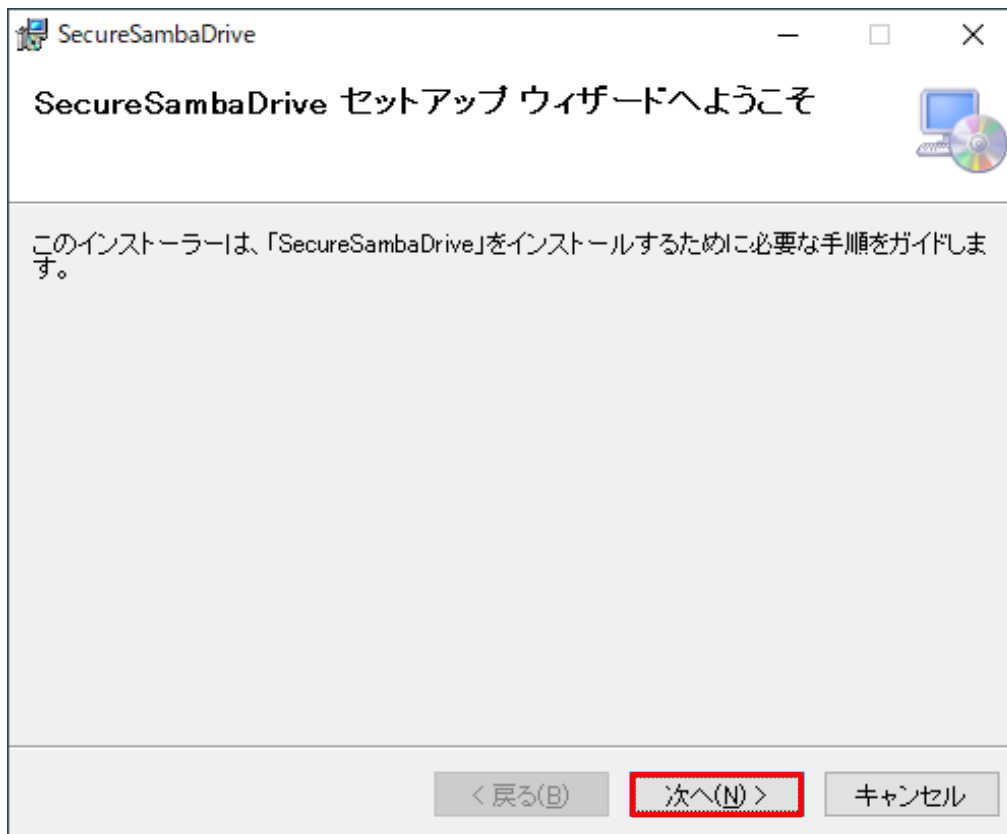 SecureSambaDrive
SecureSambaDrive セットアップ ウィザードへようこそ
このインストーラーは、「SecureSambaDrive」をインストールするために必要な手順をガイドしま
す。
< 戻る(B) 次へ(N) > キャンセル